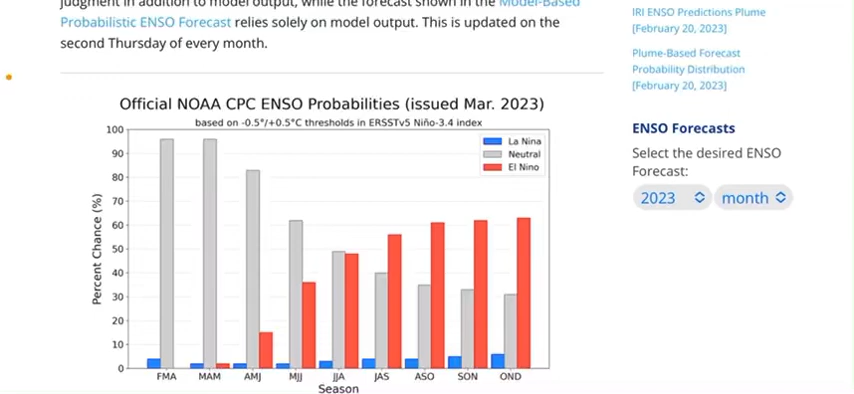 judgment in addition to model output, while the forecast shown in the Model-Based
Probabilistic ENSO Forecast relies solely on model output. This is updated on the
second Thursday of every month.
IRI ENSO Predictions Plume
[February 20, 2023]
Plume-Based Forecast
Probability Distribution
[February 20, 2023]
ENSO Forecasts
Select the desired ENSO
Forecast:
2023
month
Official NOAA CPC ENSO Probabilities (issued Mar. 2023)
based on -0.5°/+0.5°C thresholds in ERSSTv5 Niño-3.4 index
La Nina
Neutral
El Nino
Percent Chance (%)
100
90
80
70
60
50
40
30
20
10
0
FMA MAM AMJ MJJ JJA JAS ASO SON OND
Season